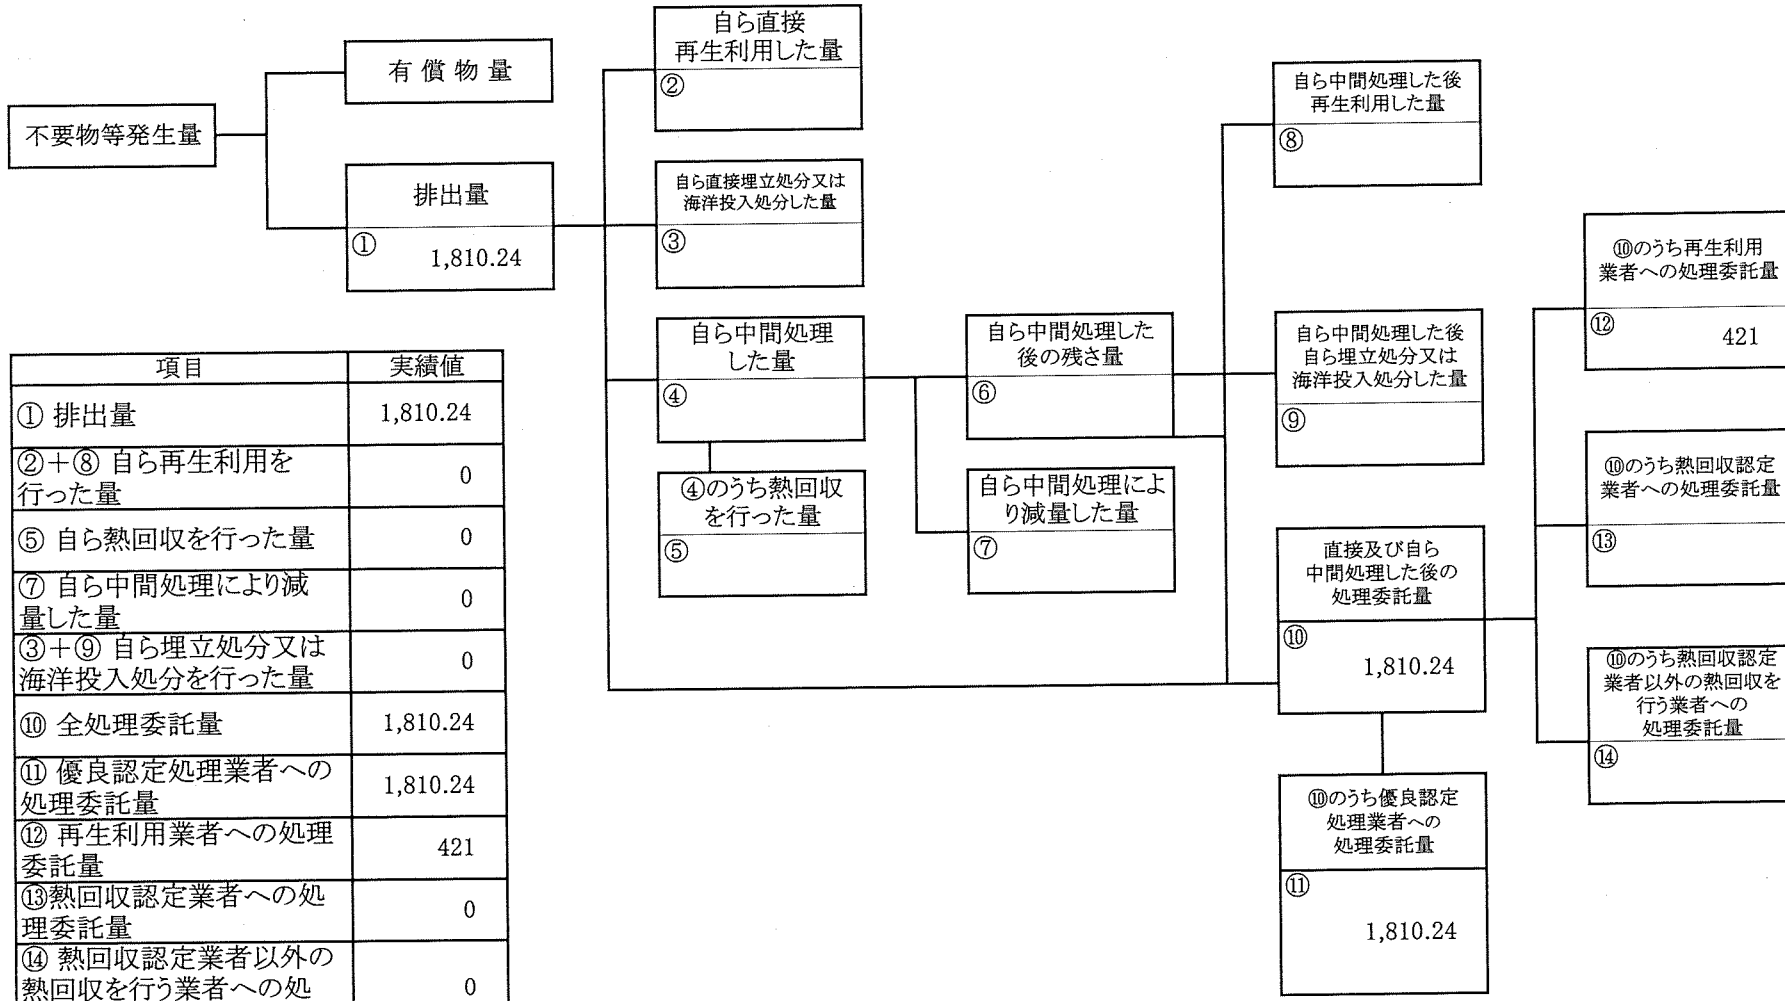 不要物等発生量
有 償 物 量
排出量
①
1,810.24
自ら直接
再生利用した量
②
自ら直接埋立処分又は
海洋投入処分した量
③
自ら中間処理
した量
④
④のうち熱回収
を行った量
⑤
自ら中間処理した
後の残さ量
⑥
自ら中間処理によ
り減量した量
⑦
自ら中間処理した後
再生利用した量
⑧
自ら中間処理した後
自ら埋立処分又は
海洋投入処分した量
⑨
直接及び自ら
中間処理した後の
処理委託量
⑩
1,810.24
⑩のうち優良認定
処理業者への
処理委託量
⑪
1,810.24
⑩のうち再生利用
業者への処理委託量
⑫
421
⑩のうち熱回収認定
業者への処理委託量
⑬
⑩のうち熱回収認定
業者以外の熱回収を
行う業者への
処理委託量
⑭
項目 実績値
① 排出量 1,810.24
②+⑧ 自ら再生利用を
行った量 0
⑤ 自ら熱回収を行った量 0
⑦ 自ら中間処理により減
量した量 0
③+⑨ 自ら埋立処分又は
海洋投入処分を行った量 0
⑩ 全処理委託量 1,810.24
⑪ 優良認定処理業者への
処理委託量 1,810.24
⑫ 再生利用業者への処理
委託量 421
⑬熱回収認定業者への処
理委託量 0
⑭ 熱回収認定業者以外の
熱回収を行う業者への処 0